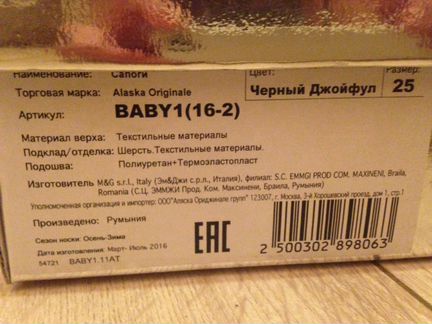 Наименование: Сапоги
Цвет:
Размер:
Торговая марка: Alaska Originale
Черный Джойфул
25
Артикул: BABY1(16-2)
Материал верха: Текстильные материалы
Подклад/отделка: Шерсть.Текстильные материалы.
Подошва: Полиуретан+Термоэластопласт
Изготовитель M&G s.r.l., Italy (Эм&Джи с.р.л., Италия), филиал: S.C. EMMGI PROD COM. MAXINENI, Braila,
Romania (С.Ц. ЭММЖИ Прод. Ком. Максинени, Браила, Румыния)
Уполномоченная организация и импортер: ООО "Аляска Ориджинале групп" 123007, г. Москва, 3-й Хорошевский проезд, дом 1, стр.1
Произведено: Румыния
Сезон носки: Осень-Зима
Дата изготовления: Март- Июль 2016
54721 BABY1.11AT
EAC
2 500302 898063